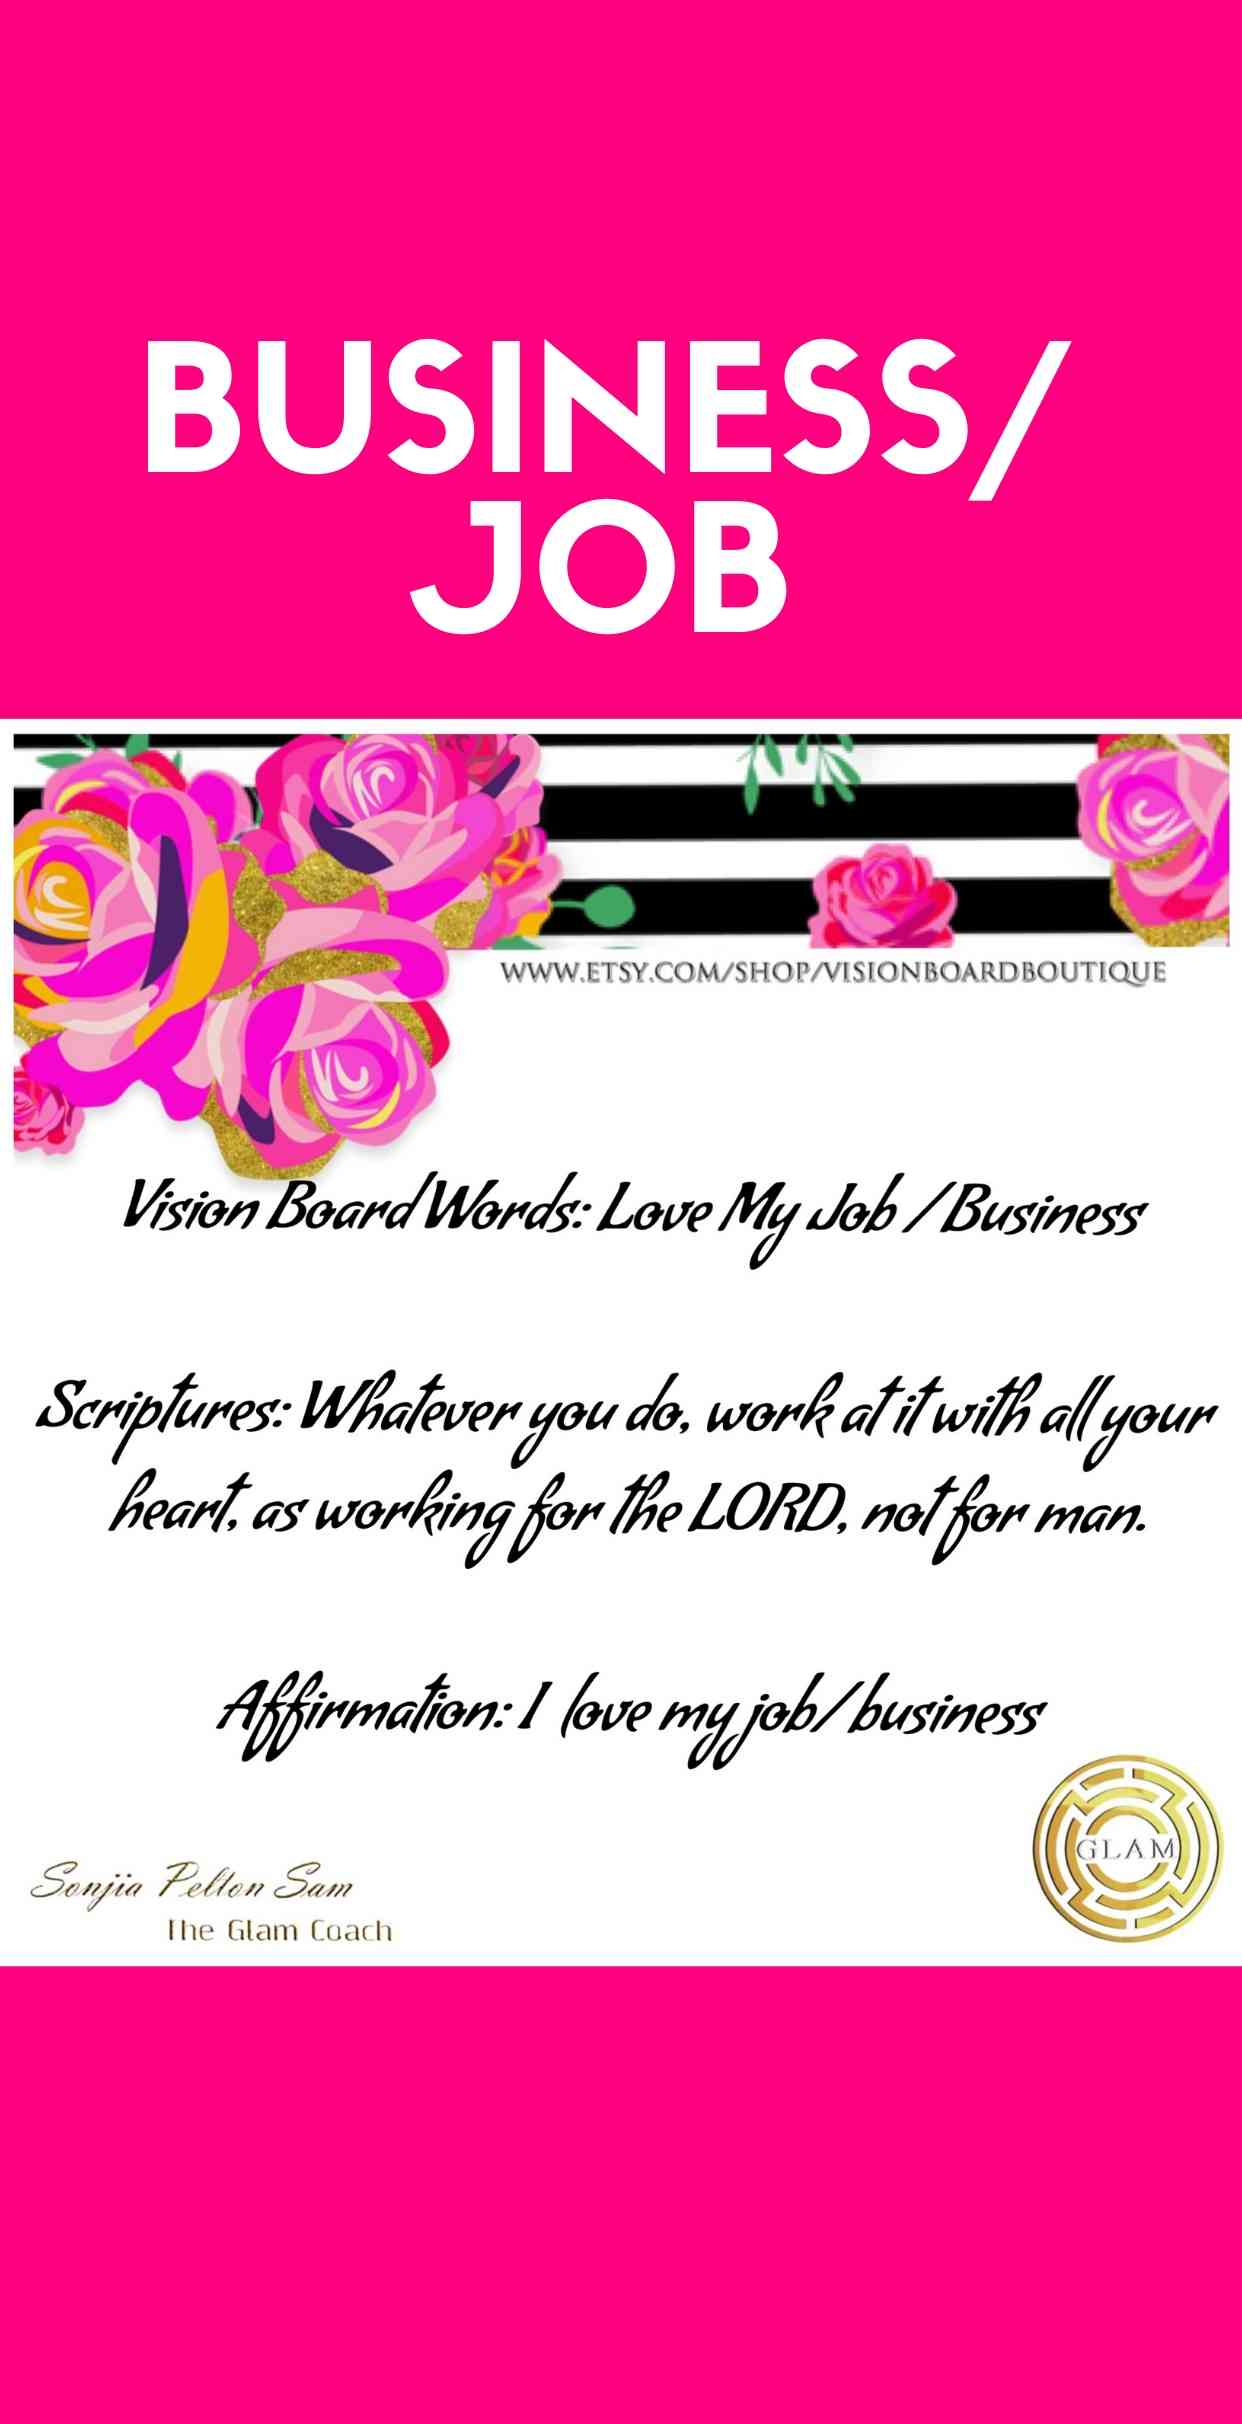 BUSINESS/
JOB
WWW.ETSY.COM/SHOP/VISIONBOARDBOUTIQUE
Vision Board Words: Love My Job / Business
Scriptures: Whatever you do, work at it with all your
heart, as working for the LORD, not for man.
Affirmation: I love my job/ business
GLAM
Sonjia Pelton Sam
The Glam Coach